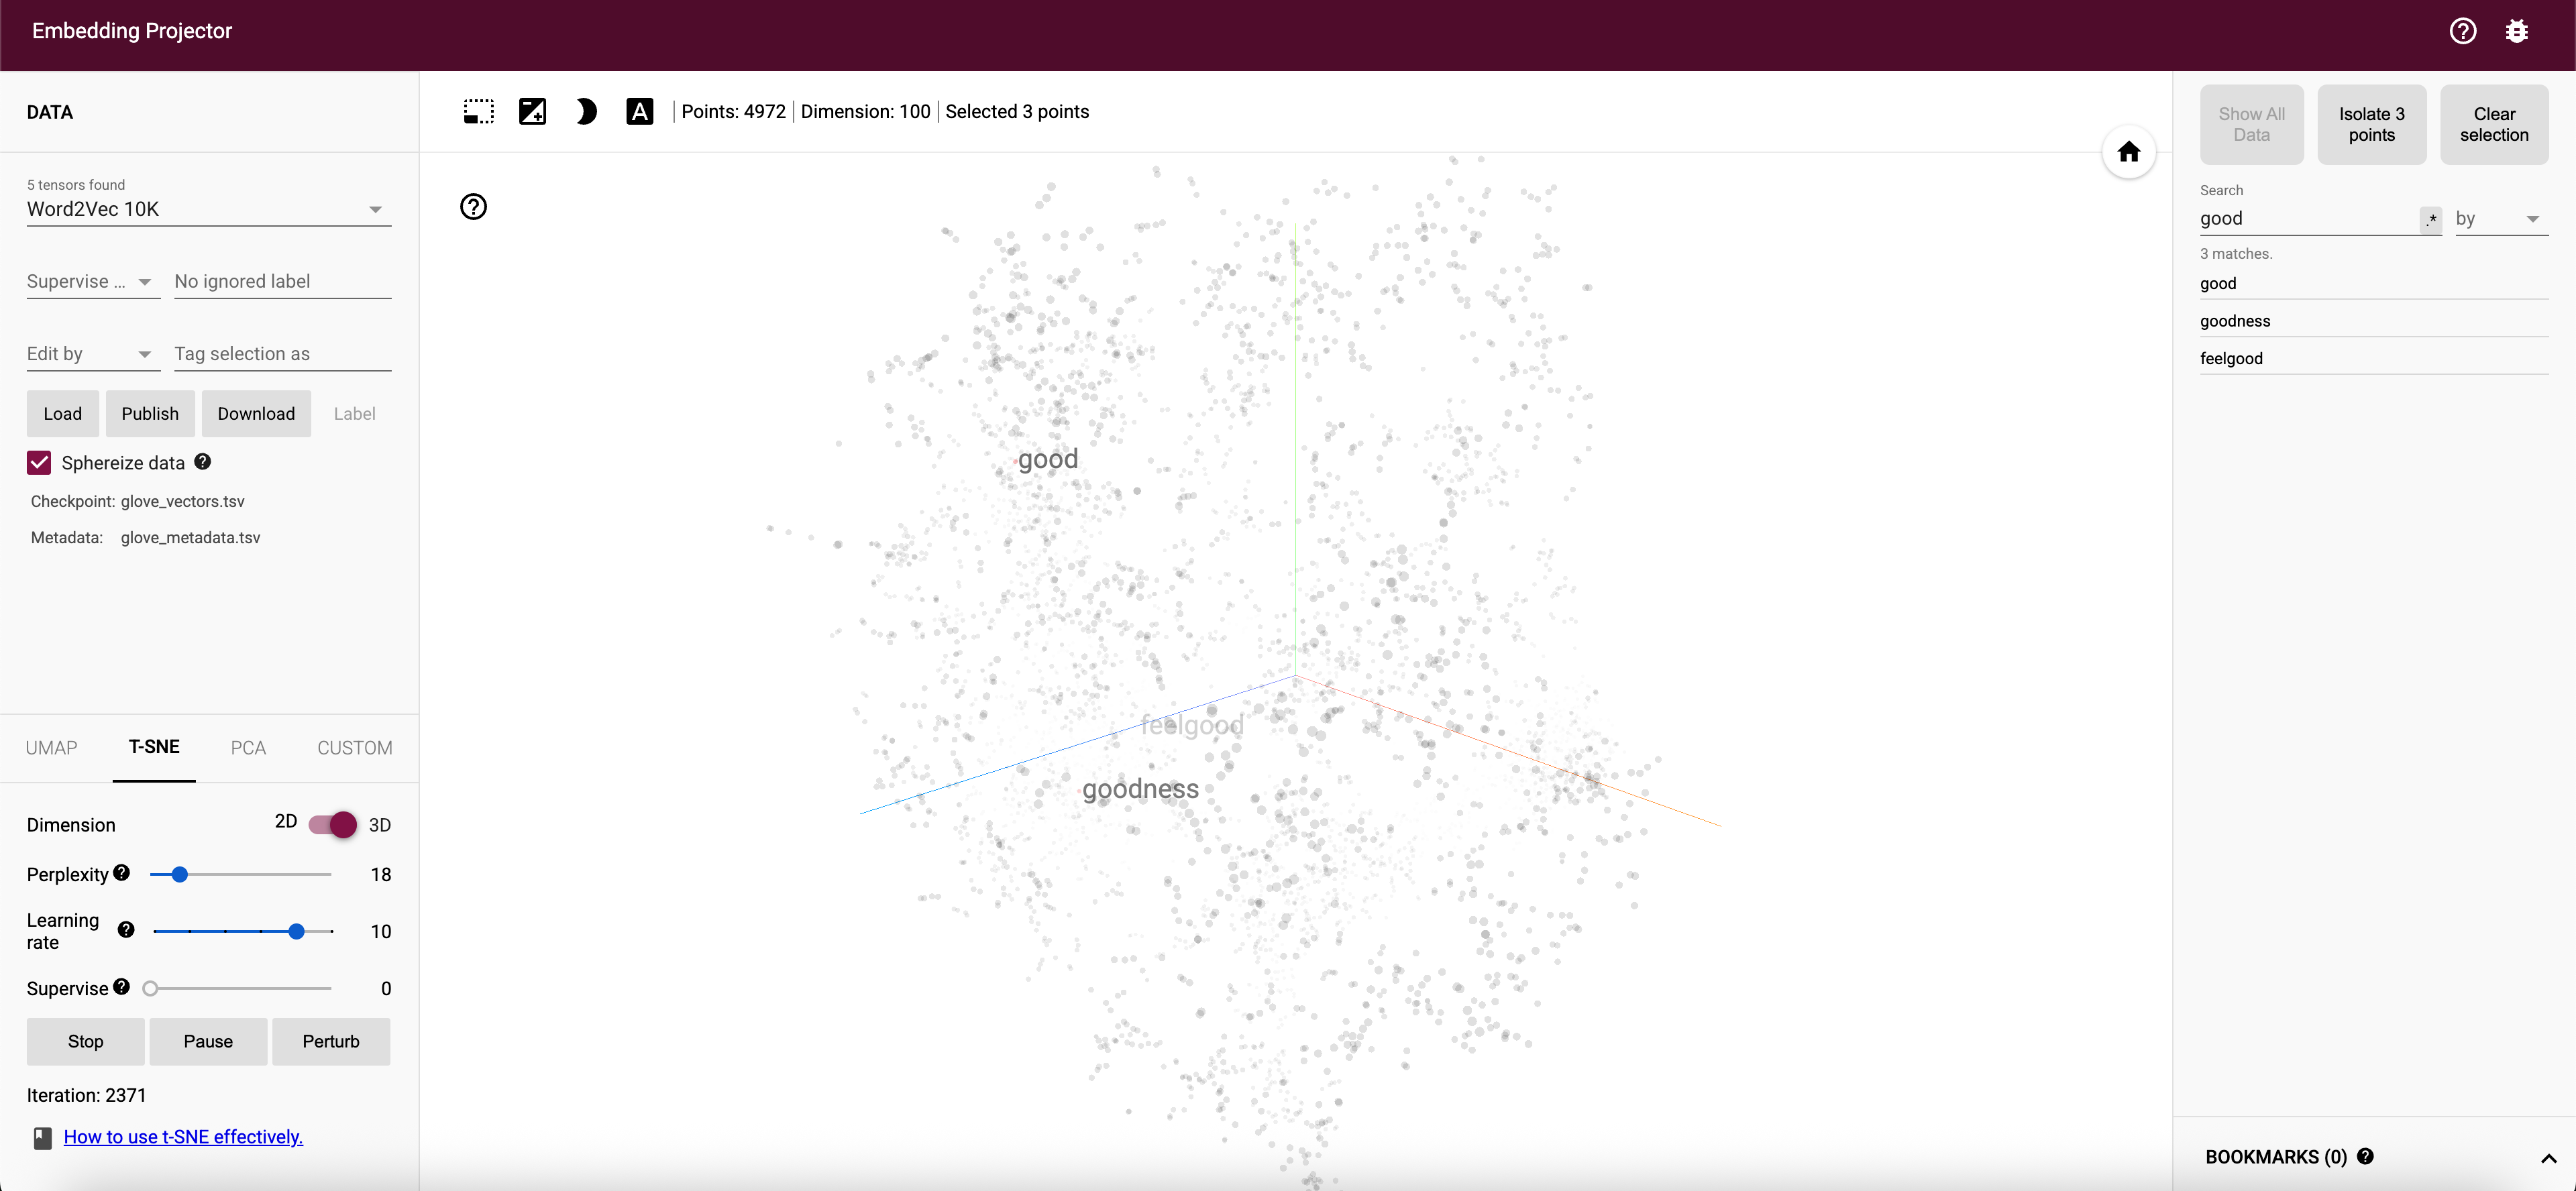 Embedding Projector
DATA
5 tensors found
Word2Vec 10K
Supervise ...
No ignored label
Edit by
Tag selection as
Load
Publish
Download
Label
Sphereize data
Checkpoint: glove_vectors.tsv
Metadata: glove_metadata.tsv
UMAP
T-SNE
PCA
CUSTOM
Dimension 2D 3D
Perplexity 18
Learning rate 10
Supervise 0
Stop
Pause
Perturb
Iteration: 2371
How to use t-SNE effectively.
A
Points: 4972 | Dimension: 100 | Selected 3 points
good
feelgood
goodness
Show All Data
Isolate 3 points
Clear selection
Search
good .* by
3 matches.
good
goodness
feelgood
BOOKMARKS (0)